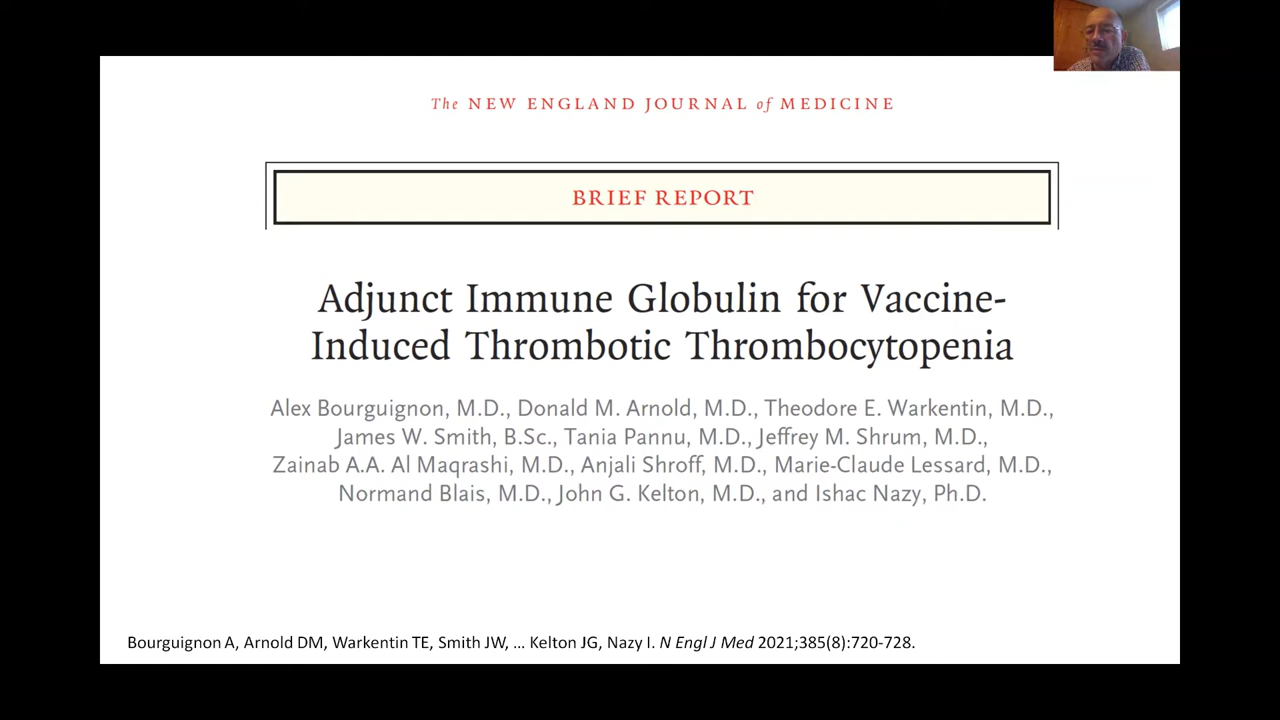 The NEW ENGLAND JOURNAL of MEDICINE
BRIEF REPORT
Adjunct Immune Globulin for Vaccine-
Induced Thrombotic Thrombocytopenia
Alex Bourguignon, M.D., Donald M. Arnold, M.D., Theodore E. Warkentin, M.D.,
James W. Smith, B.Sc., Tania Pannu, M.D., Jeffrey M. Shrum, M.D.,
Zainab A.A. Al Maqrashi, M.D., Anjali Shroff, M.D., Marie-Claude Lessard, M.D.,
Normand Blais, M.D., John G. Kelton, M.D., and Ishac Nazy, Ph.D.
Bourguignon A, Arnold DM, Warkentin TE, Smith JW, ... Kelton JG, Nazy I. N Engl J Med 2021;385(8):720-728.